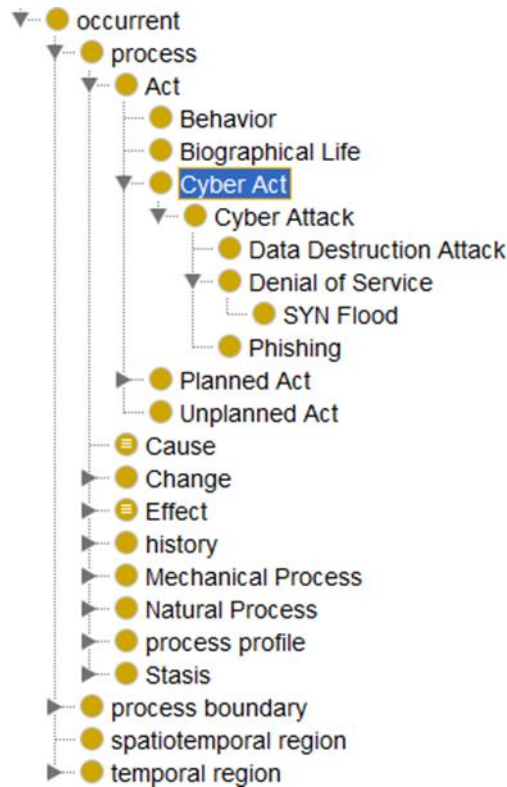 occurrent
process
Act
Behavior
Biographical Life
Cyber Act
Cyber Attack
Data Destruction Attack
Denial of Service
SYN Flood
Phishing
Planned Act
Unplanned Act
Cause
Change
Effect
history
Mechanical Process
Natural Process
process profile
Stasis
process boundary
spatiotemporal region
temporal region